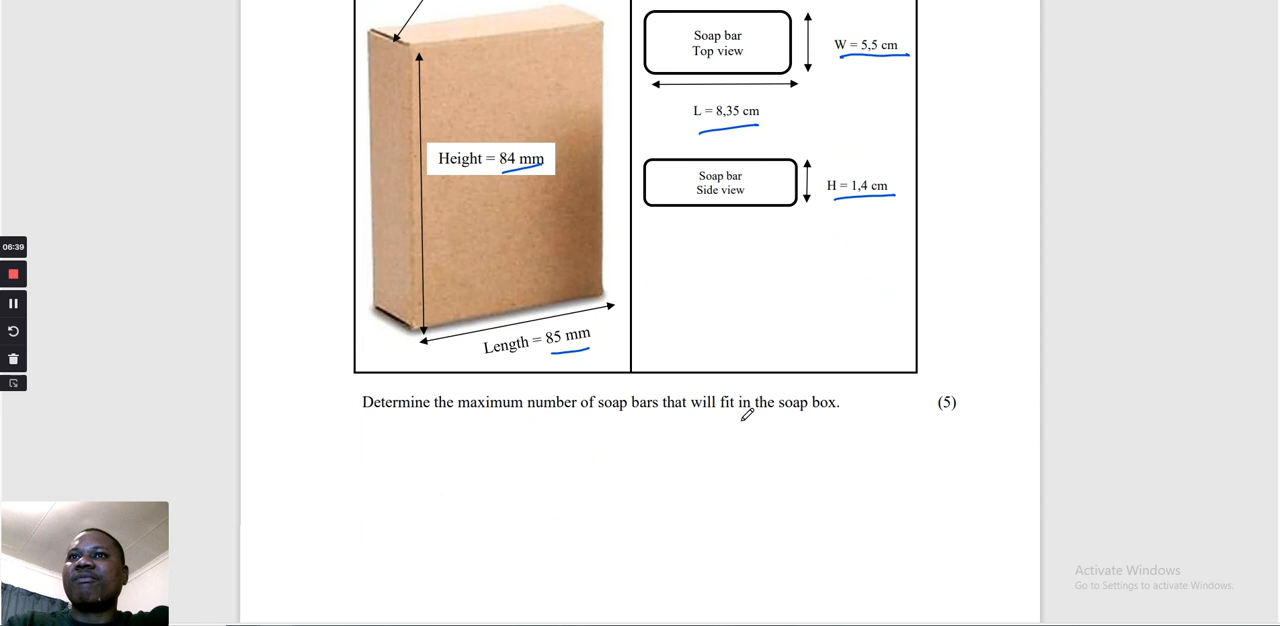 Soap bar
Top view
W = 5,5 cm
L = 8,35 cm
Height = 84 mm
Soap bar
Side view
H = 1,4 cm
06:39
Length = 85 mm
Determine the maximum number of soap bars that will fit in the soap box. (5)
Activate Windows
Go to Settings to activate Windows.